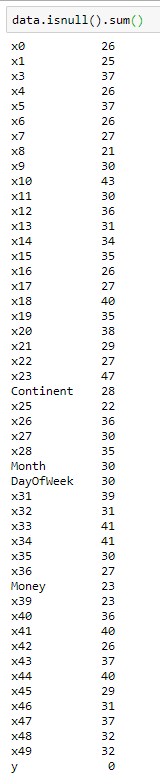 data.isnull().sum()
x0 26
x1 25
x3 37
x4 26
x5 37
x6 26
x7 27
x8 21
x9 30
x10 43
x11 30
x12 36
x13 31
x14 34
x15 35
x16 26
x17 27
x18 40
x19 35
x20 38
x21 29
x22 27
x23 47
Continent 28
x25 22
x26 36
x27 30
x28 35
Month 30
DayOfWeek 30
x31 39
x32 31
x33 41
x34 41
x35 30
x36 27
Money 23
x39 23
x40 36
x41 40
x42 26
x43 37
x44 40
x45 29
x46 31
x47 37
x48 32
x49 32
y 0